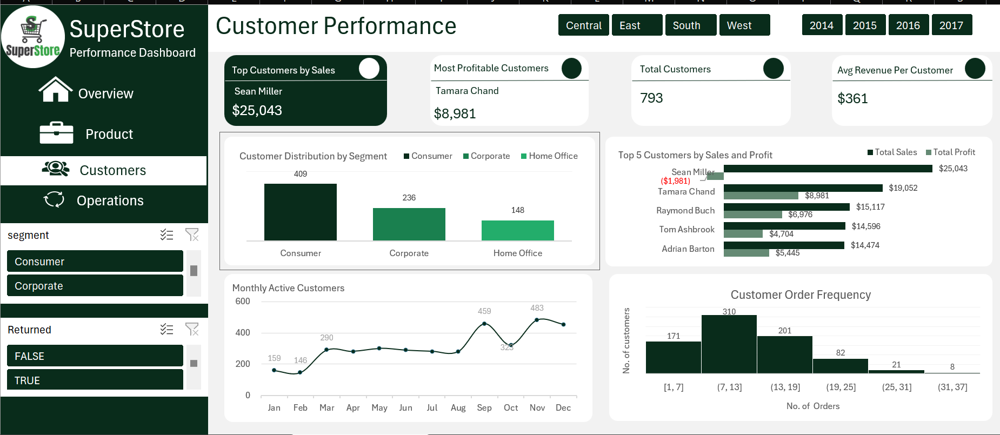 SuperStore
SuperStore
Performance Dashboard
Overview
Product
Customers
Operations
segment
Consumer
Corporate
Returned
FALSE
TRUE
Customer Performance
Central East South West
2014 2015 2016 2017
Top Customers by Sales
Sean Miller
$25,043
Most Profitable Customers
Tamara Chand
$8,981
Total Customers
793
Avg Revenue Per Customer
$361
Customer Distribution by Segment
Consumer Corporate Home Office
409
236
148
Consumer Corporate Home Office
Top 5 Customers by Sales and Profit
Total Sales Total Profit
Sean Miller $25,043
($1,981)
Tamara Chand $19,052
$8,981
Raymond Buch $15,117
$6,976
Tom Ashbrook $14,596
$4,704
Adrian Barton $14,474
$5,445
Monthly Active Customers
600
400
200
0
159 146 290 459 323 483
Jan Feb Mar Apr May Jun Jul Aug Sep Oct Nov Dec
Customer Order Frequency
No. of customers
171 310 201 82 21 8
[1, 7] (7, 13] (13, 19] (19, 25] (25, 31] (31, 37]
No. of Orders